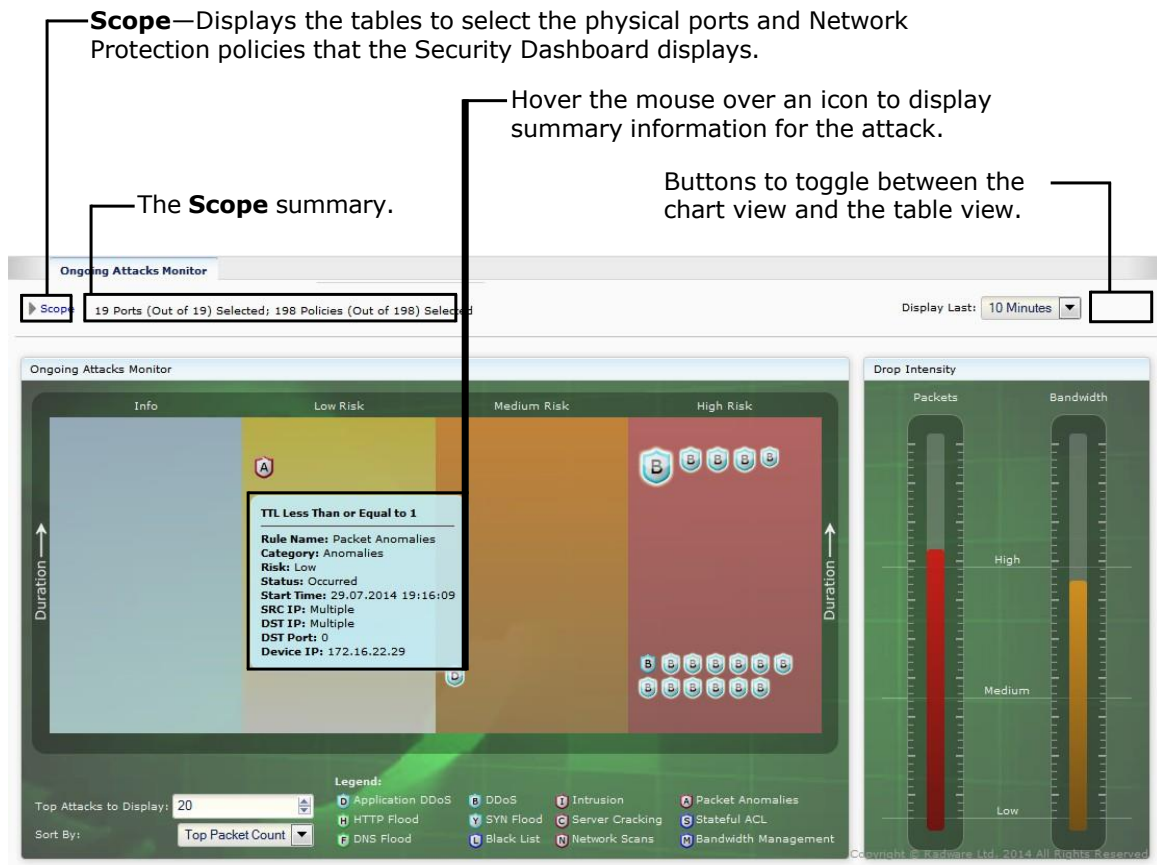 Scope—Displays the tables to select the physical ports and Network
Protection policies that the Security Dashboard displays.
Hover the mouse over an icon to display
summary information for the attack.
Buttons to toggle between the
chart view and the table view.
The Scope summary.
Ongoing Attacks Monitor
Scope 19 Ports (Out of 19) Selected; 198 Policies (Out of 198) Selected
Display Last: 10 Minutes
Ongoing Attacks Monitor
Drop Intensity
Info Low Risk Medium Risk High Risk
Packets Bandwidth
A
B B B B B
TTL Less Than or Equal to 1
Rule Name: Packet Anomalies
Category: Anomalies
Risk: Low
Status: Occurred
Start Time: 29.07.2014 19:16:09
SRC IP: Multiple
DST IP: Multiple
DST Port: 0
Device IP: 172.16.22.29
Duration
Duration
High
B B B B B B B
B B B B B B
Medium
Low
Legend:
Top Attacks to Display: 20
Sort By: Top Packet Count
D Application DDoS B DDoS I Intrusion A Packet Anomalies
H HTTP Flood Y SYN Flood C Server Cracking S Stateful ACL
F DNS Flood L Black List N Network Scans M Bandwidth Management
Copyright © Radware Ltd. 2014 All Rights Reserved